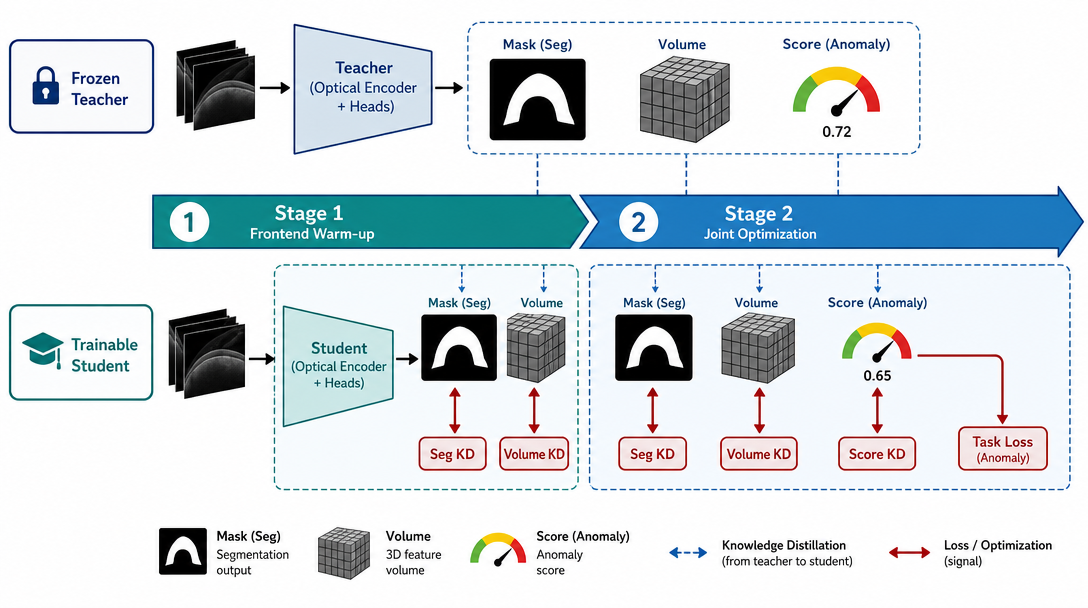 Frozen
Teacher
Teacher
(Optical Encoder
+ Heads)
Mask (Seg)
Volume
Score (Anomaly)
0.72
1
Stage 1
Frontend Warm-up
2
Stage 2
Joint Optimization
Trainable
Student
Student
(Optical Encoder
+ Heads)
Mask (Seg)
Volume
Seg KD
Volume KD
Mask (Seg)
Volume
Score (Anomaly)
0.65
Seg KD
Volume KD
Score KD
Task Loss
(Anomaly)
Mask (Seg)
Segmentation
output
Volume
3D feature
volume
Score (Anomaly)
Anomaly
score
Knowledge Distillation
(from teacher to student)
Loss / Optimization
(signal)